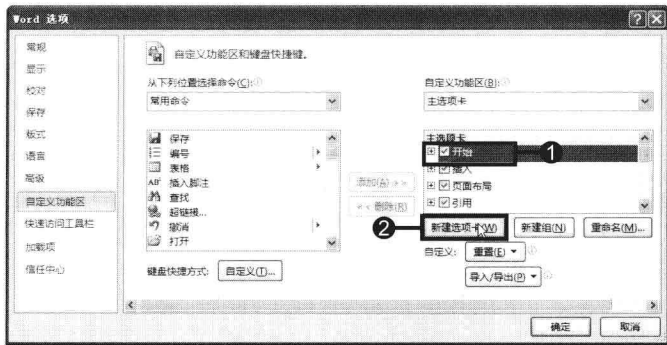 Word 选项
常规
显示
校对
保存
版式
语言
高级
自定义功能区
快速访问工具栏
加载项
信任中心
自定义功能区和键盘快捷键。
从下列位置选择命令(C):
常用命令
保存
编号
表格
AB¹ 插入脚注
查找
超链接...
撤消
打开
键盘快捷方式: 自定义(T)...
添加(A) >>
<< 删除(R)
自定义功能区(B):
主选项卡
主选项卡
开始 1
插入
页面布局
引用
2 新建选项卡(W) 新建组(N) 重命名(M)...
自定义: 重置(E)
导入/导出(P)
确定 取消